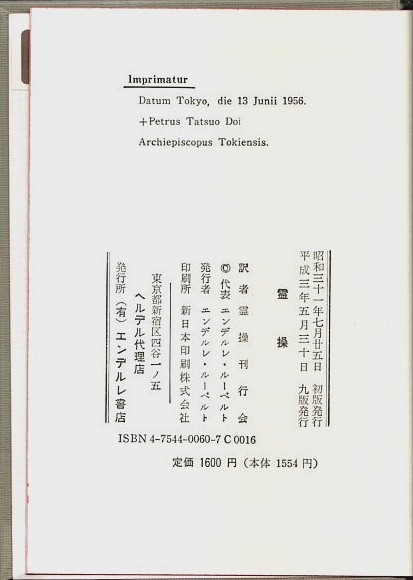 Imprimatur
Datum Tokyo, die 13 Junii 1956.
+Petrus Tatsuo Doi
Archiepiscopus Tokiensis.
昭和三十一年七月廿五日 初版発行
平成三年五月三十日 九版発行
霊操
訳者 霊操刊行会
© 代表 エンデルレ・ルーペルト
発行者 エンデルレ・ルーペルト
印刷所 新日本印刷株式会社
東京都新宿区四谷一ノ五
ヘルデル代理店
発行所 (有) エンデルレ書店
ISBN 4-7544-0060-7 C 0016
定価 1600 円 (本体 1554 円)